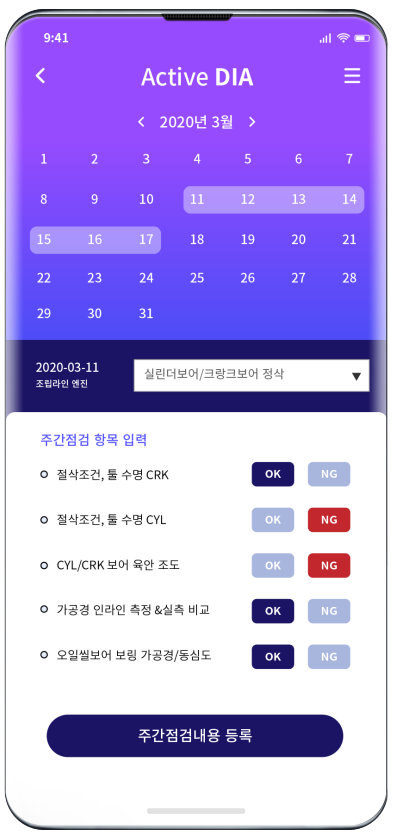 9:41
Active DIA
2020년 3월
1 2 3 4 5 6 7
8 9 10 11 12 13 14
15 16 17 18 19 20 21
22 23 24 25 26 27 28
29 30 31
2020-03-11
조립라인 엔진
실린더보어/크랑크보어 정삭
주간점검 항목 입력
절삭조건, 툴 수명 CRK OK NG
절삭조건, 툴 수명 CYL OK NG
CYL/CRK 보어 육안 조도 OK NG
가공경 인라인 측정 &실측 비교 OK NG
오일씰보어 보링 가공경/동심도 OK NG
주간점검내용 등록